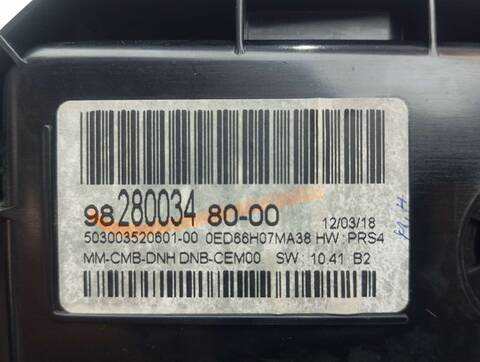 98 280034 80-00 12/03/18
503003520601-00 0ED66H07MA38 HW : PRS4
MM-CMB-DNH DNB-CEM00 SW : 10.41 B2